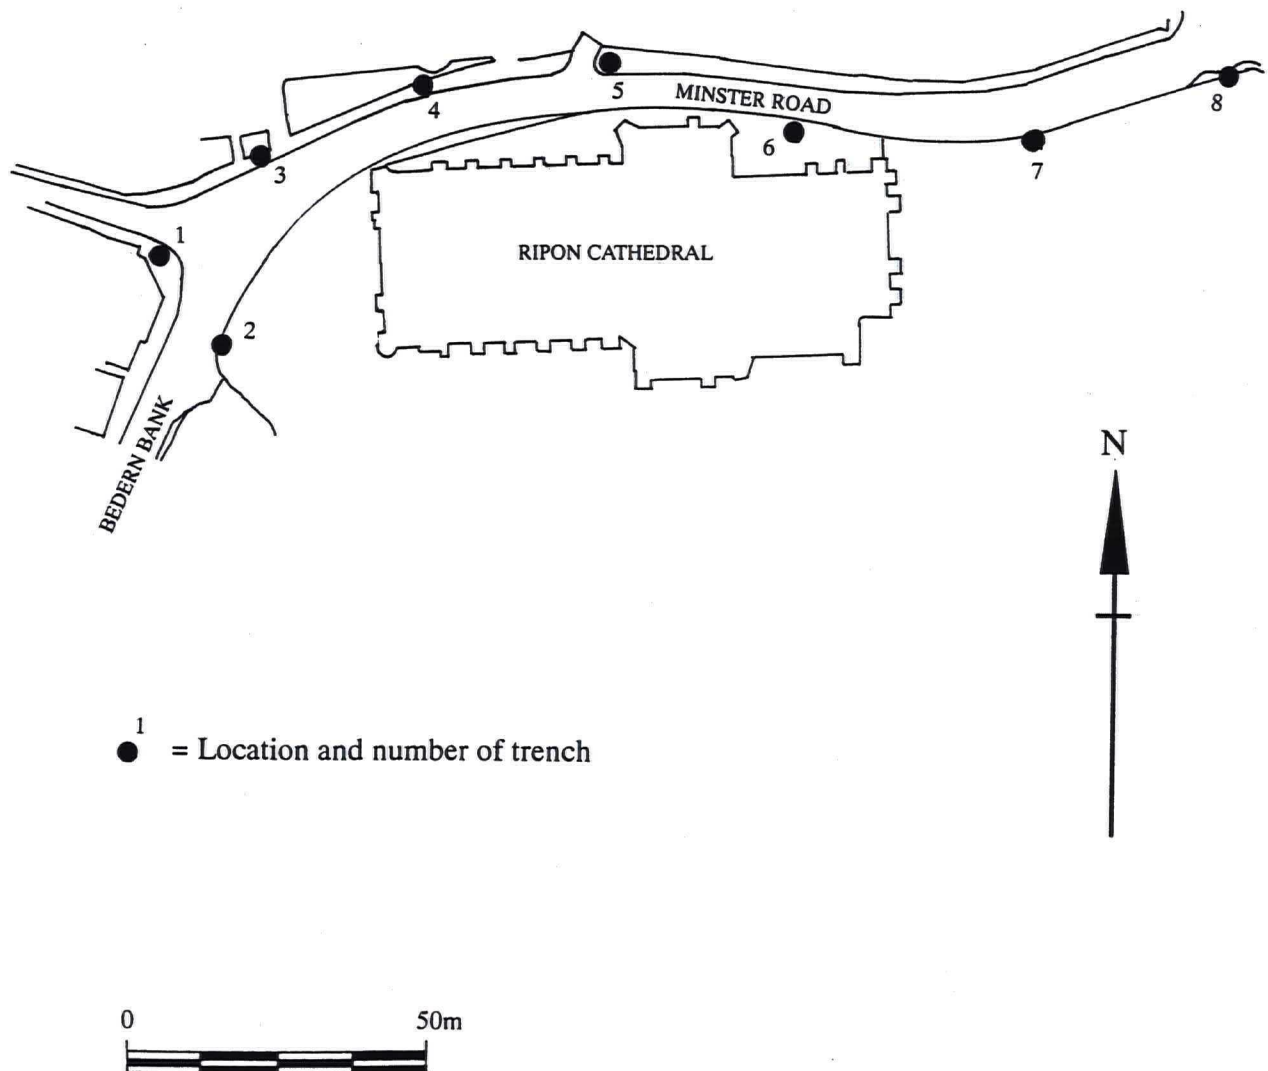 5
MINSTER ROAD
8
4
6
3
7
1
RIPON CATHEDRAL
2
BEDERN BANK
N
1
= Location and number of trench
0 50m